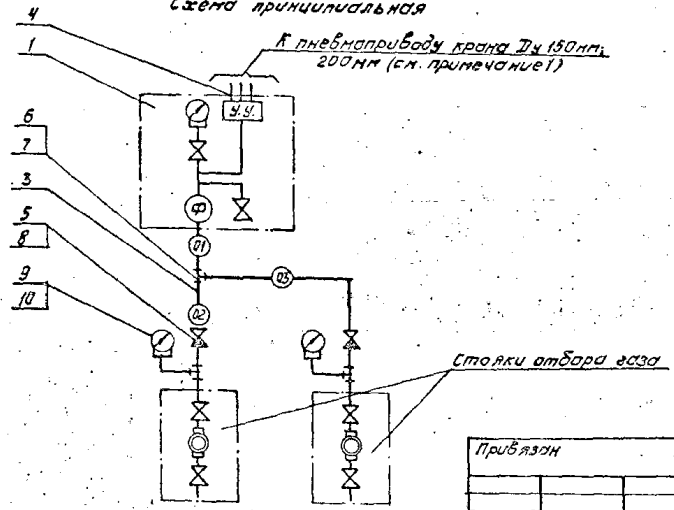 Схема принципиальная
4
К пневмоприводу крана Ду 150мм;
1
200мм (см. примечание 1)
У.У.
6
7
3
Ф
5
01
8
03
9
02
10
Стояки отбора газа
Привязан